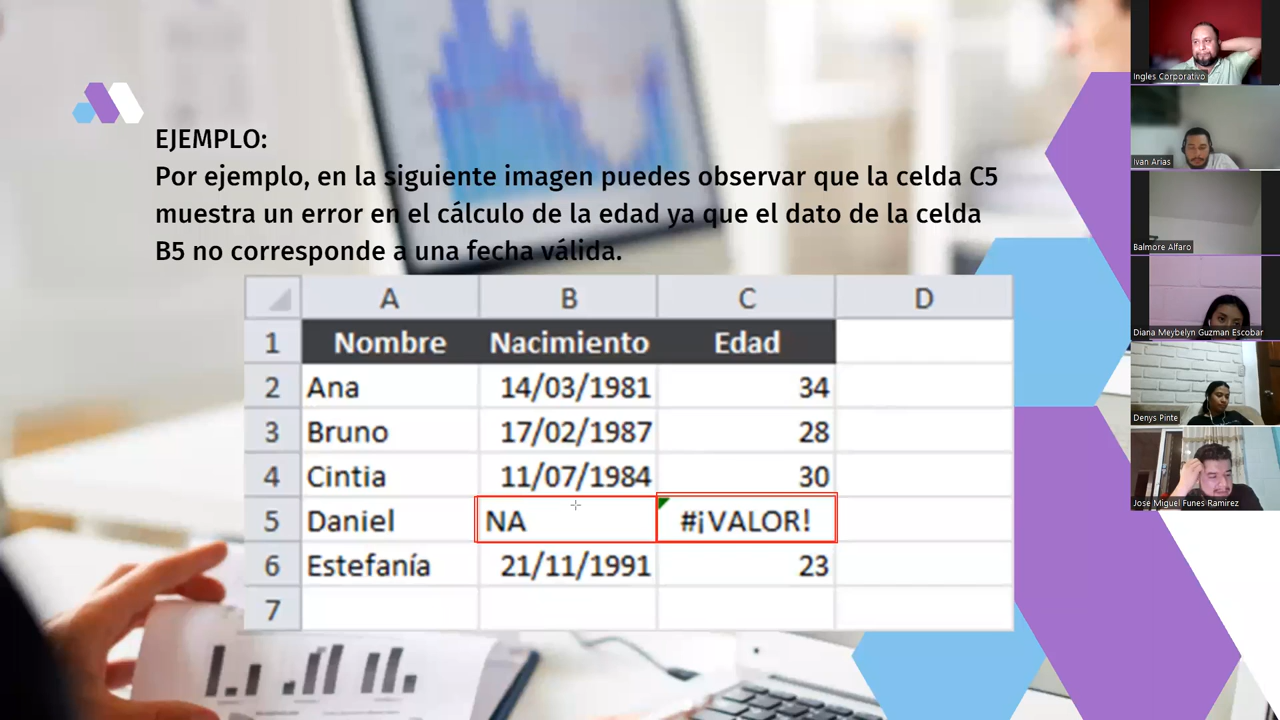 EJEMPLO:
Por ejemplo, en la siguiente imagen puedes observar que la celda C5
muestra un error en el cálculo de la edad ya que el dato de la celda
B5 no corresponde a una fecha válida.
A B C D
1 Nombre Nacimiento Edad
2 Ana 14/03/1981 34
3 Bruno 17/02/1987 28
4 Cintia 11/07/1984 30
5 Daniel NA #¡VALOR!
6 Estefanía 21/11/1991 23
7
Ingles Corporativo
Ivan Arias
Balmore Alfaro
Diana Meybelyn Guzman Escobar
Denys Pinte
Jose Miguel Funes Ramirez